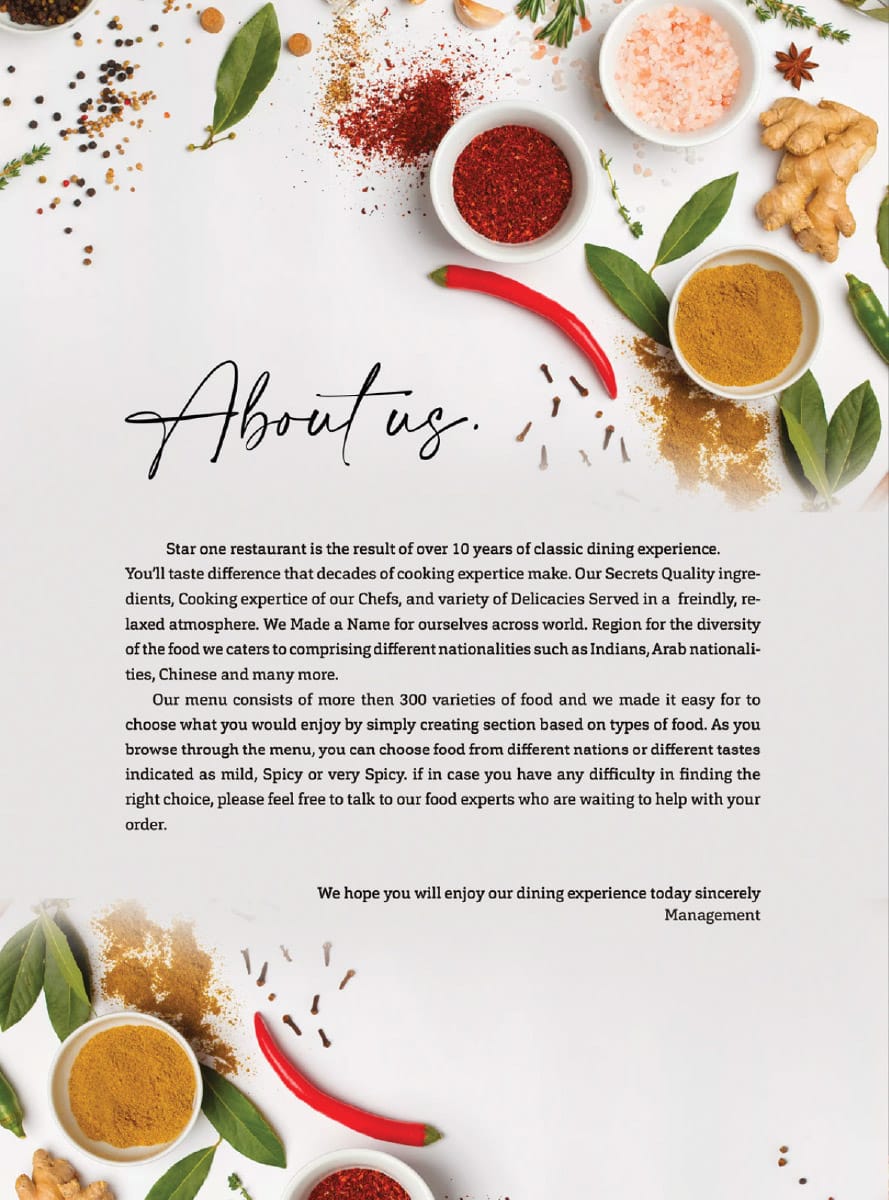 About us.
Star one restaurant is the result of over 10 years of classic dining experience.
You'll taste difference that decades of cooking expertice make. Our Secrets Quality ingre-
dients, Cooking expertice of our Chefs, and variety of Delicacies Served in a freindly, re-
laxed atmosphere. We Made a Name for ourselves across world. Region for the diversity
of the food we caters to comprising different nationalities such as Indians, Arab nationali-
ties, Chinese and many more.
Our menu consists of more then 300 varieties of food and we made it easy for to
choose what you would enjoy by simply creating section based on types of food. As you
browse through the menu, you can choose food from different nations or different tastes
indicated as mild, Spicy or very Spicy. if in case you have any difficulty in finding the
right choice, please feel free to talk to our food experts who are waiting to help with your
order.
We hope you will enjoy our dining experience today sincerely
Management